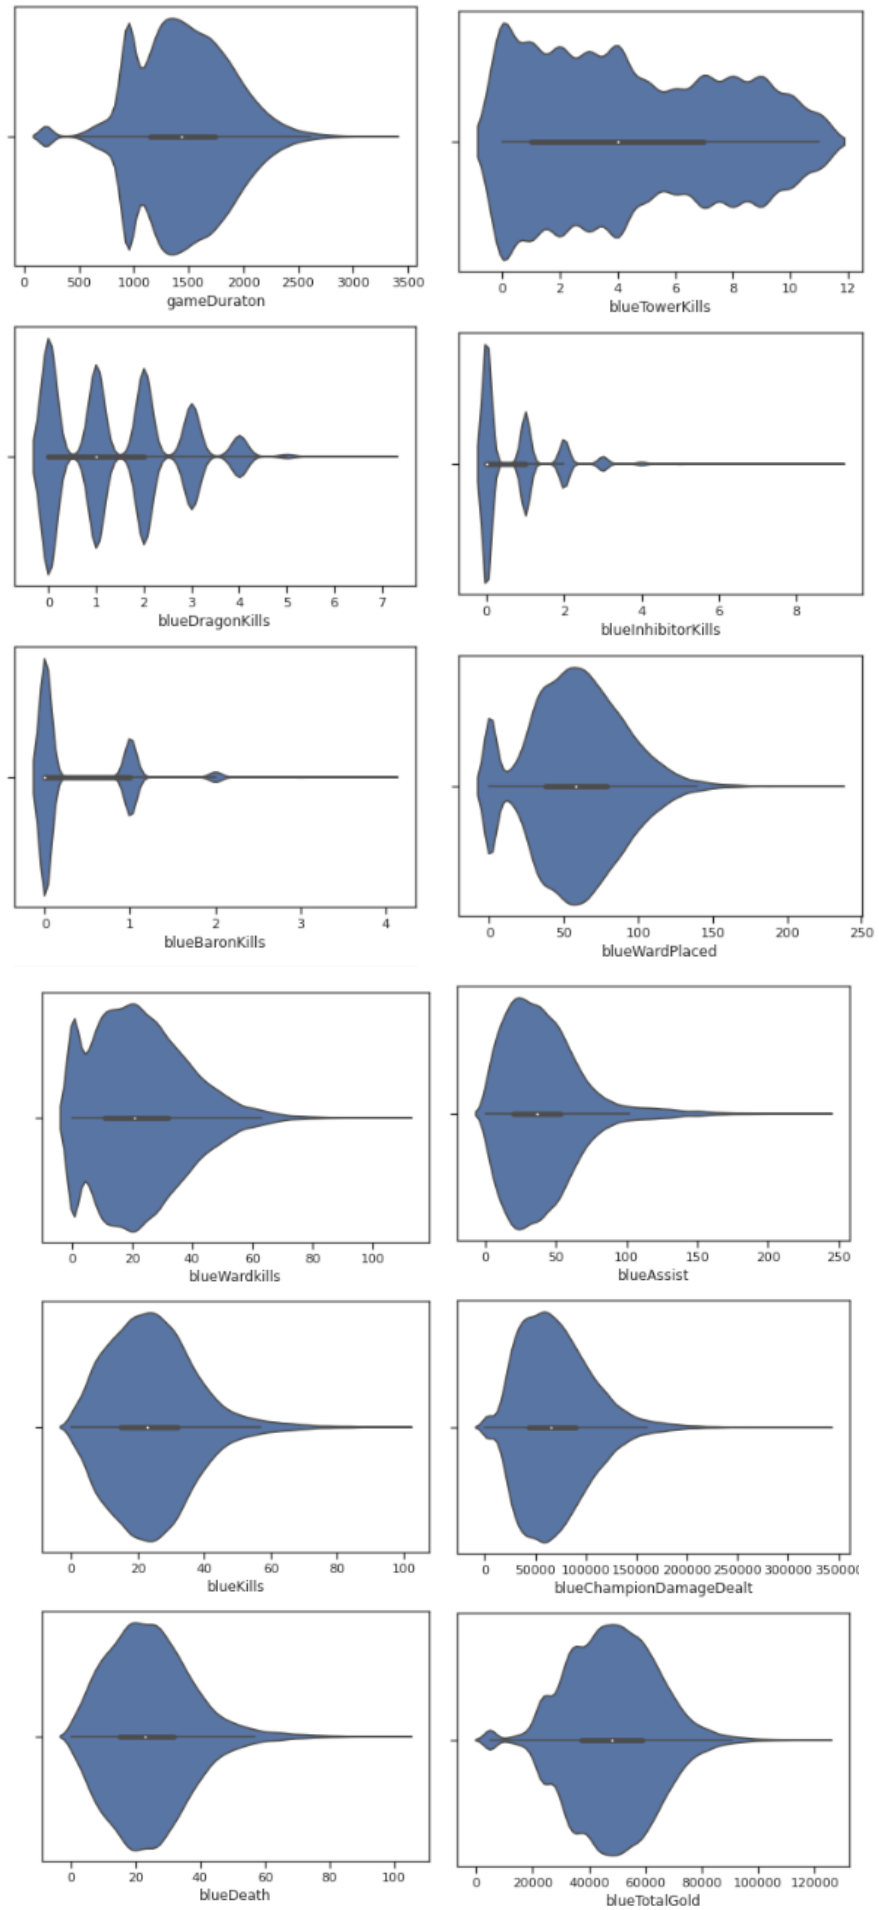 0 500 1000 1500 2000 2500 3000 3500
gameDuraton
0 2 4 6 8 10 12
blueTowerKills
0 1 2 3 4 5 6 7
blueDragonKills
0 2 4 6 8
blueInhibitorKills
0 1 2 3 4
blueBaronKills
0 50 100 150 200 250
blueWardPlaced
0 20 40 60 80 100
blueWardkills
0 50 100 150 200 250
blueAssist
0 20 40 60 80 100
blueKills
0 50000 100000 150000 200000 250000 300000 350000
blueChampionDamageDealt
0 20 40 60 80 100
blueDeath
0 20000 40000 60000 80000 100000 120000
blueTotalGold